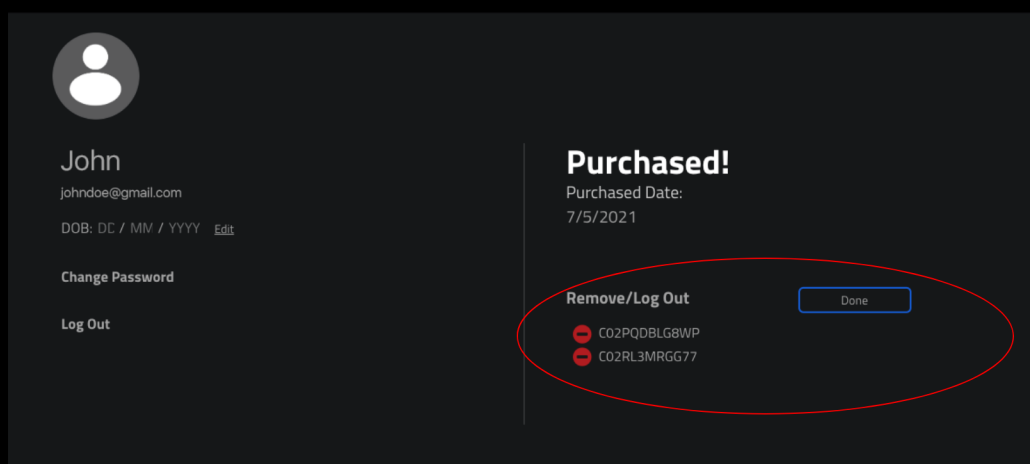 John
johndoe@gmail.com
DOB: DD / MM / YYYY Edit
Change Password
Log Out
Purchased!
Purchased Date:
7/5/2021
Remove/Log Out
Done
C02PQDBLG8WP
C02RL3MRGG77